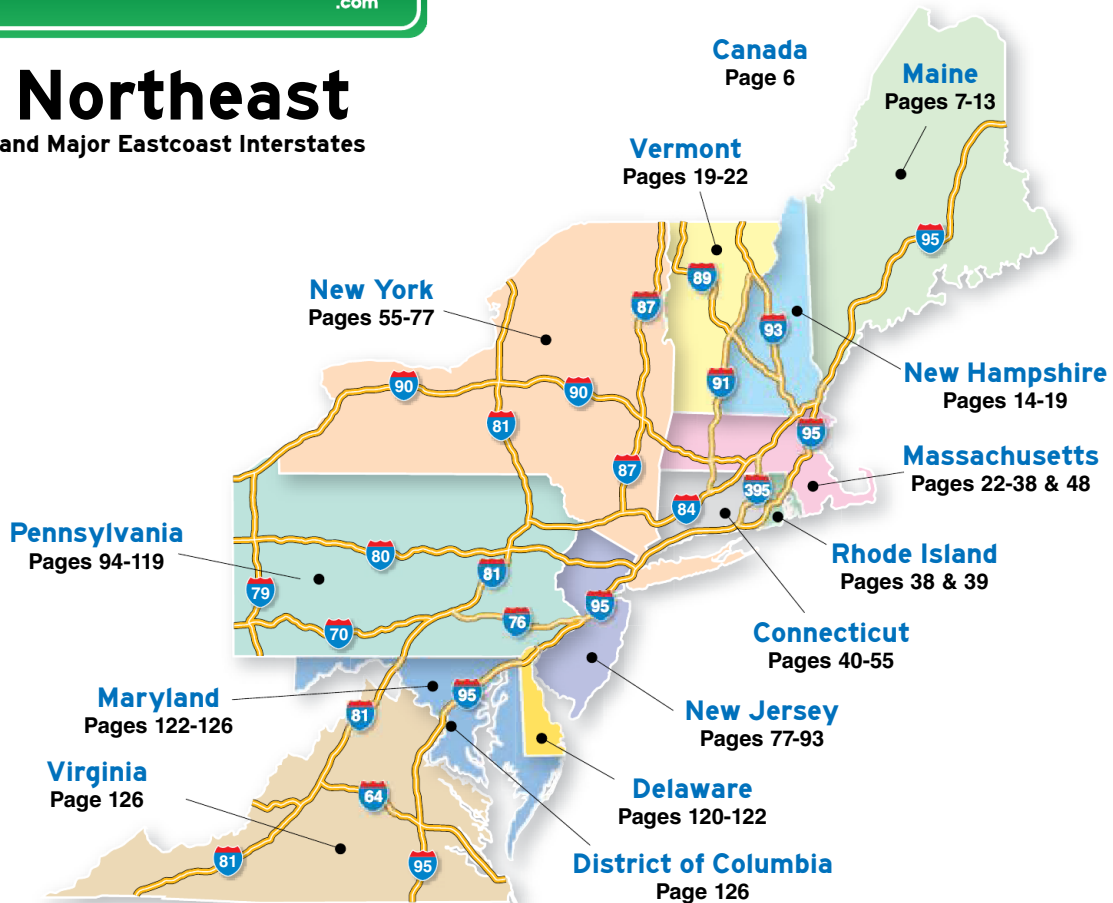 .com
Northeast
and Major Eastcoast Interstates
Canada
Page 6
Maine
Pages 7-13
Vermont
Pages 19-22
New York
Pages 55-77
New Hampshire
Pages 14-19
Massachusetts
Pages 22-38 & 48
Pennsylvania
Pages 94-119
Rhode Island
Pages 38 & 39
Connecticut
Pages 40-55
Maryland
Pages 122-126
New Jersey
Pages 77-93
Virginia
Page 126
Delaware
Pages 120-122
District of Columbia
Page 126
95
89
87
93
90
90
91
81
95
87
395
84
80
81
79
95
76
70
95
81
64
81
95